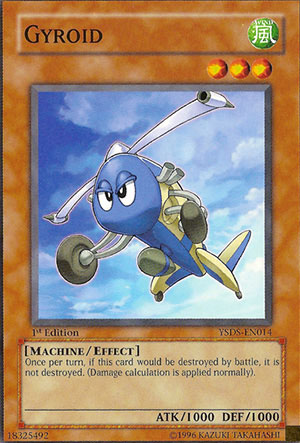 GYROID
WIND
風
1st Edition
YSDS-EN014
[MACHINE/EFFECT]
Once per turn, if this card would be destroyed by battle, it is
not destroyed. (Damage calculation is applied normally).
ATK/1000 DEF/1000
18325492
©1996 KAZUKI TAKAHASHI